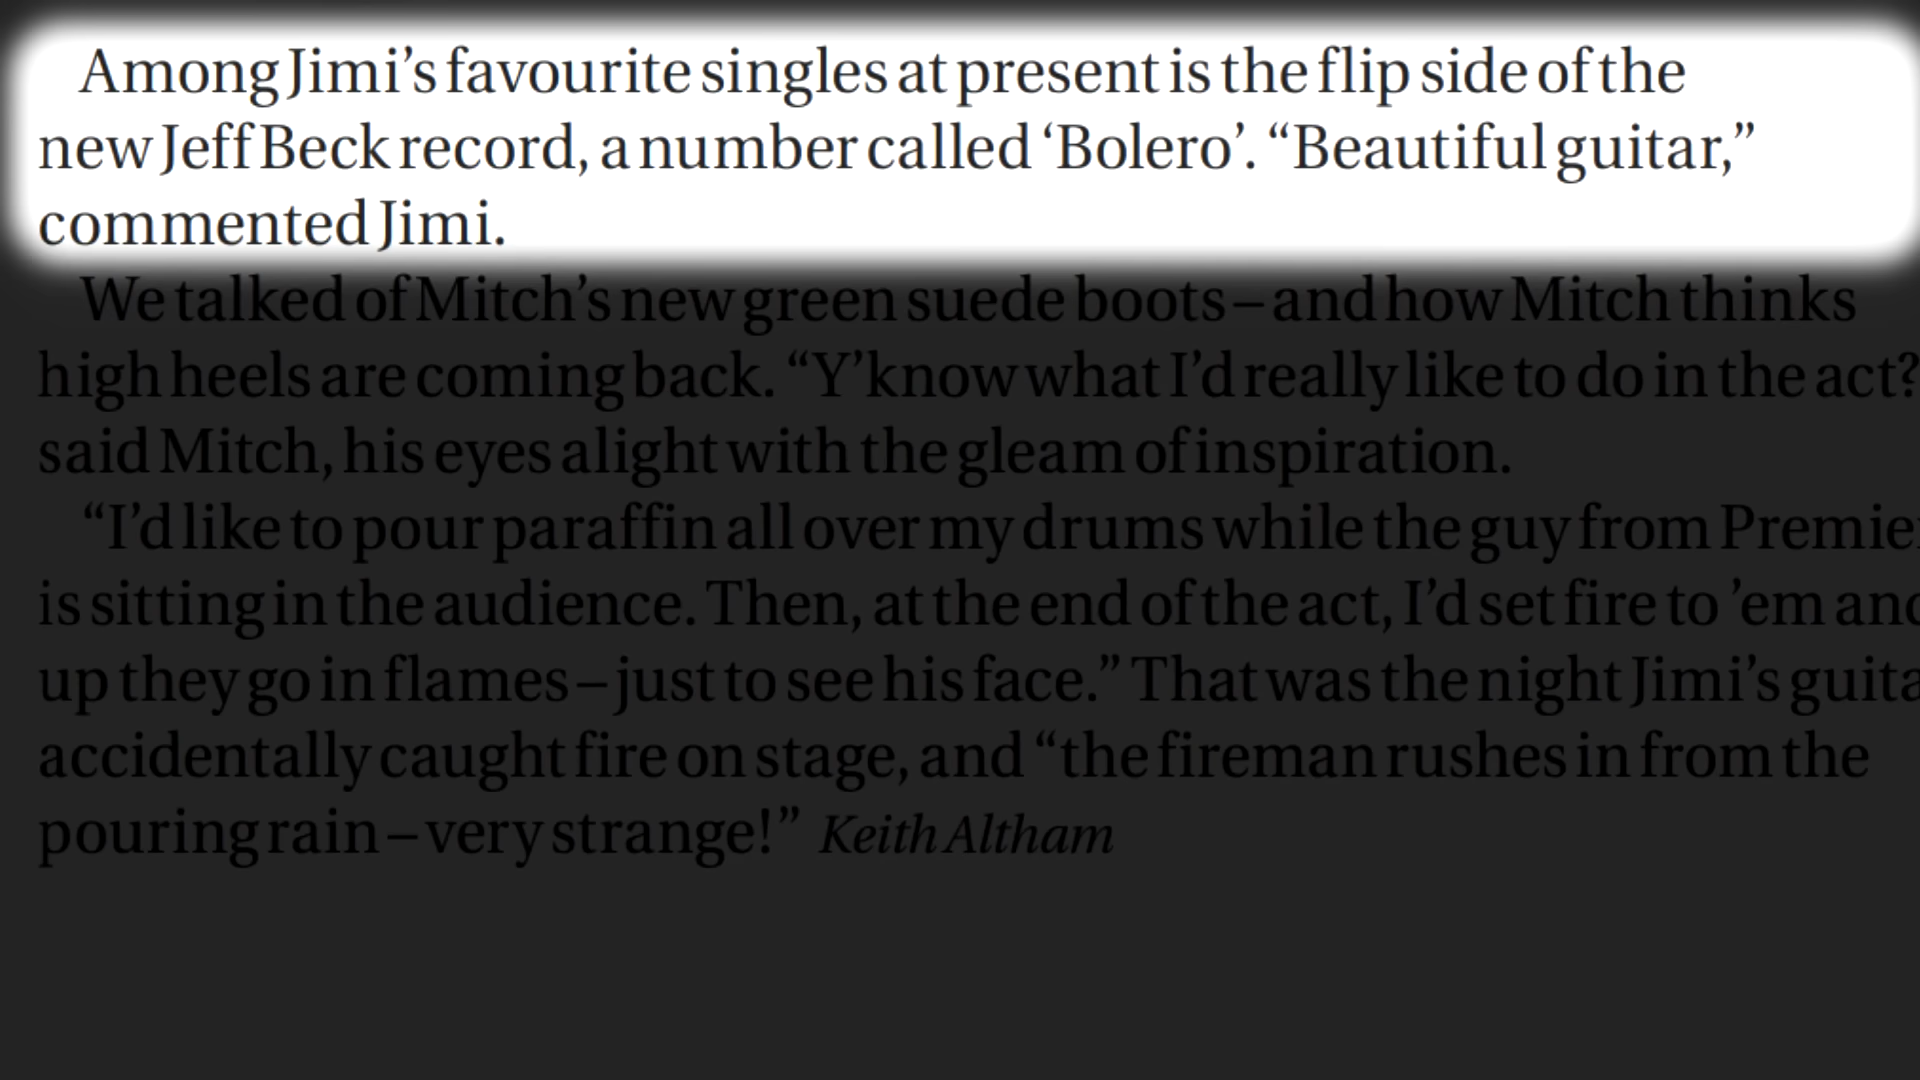 Among Jimi’s favourite singles at present is the flip side of the
new Jeff Beck record, a number called ‘Bolero’. “Beautiful guitar,”
commented Jimi.
We talked of Mitch’s new green suede boots – and how Mitch thinks
high heels are coming back. “Y’know what I’d really like to do in the act?
said Mitch, his eyes alight with the gleam of inspiration.
“I’d like to pour paraffin all over my drums while the guy from Premie
is sitting in the audience. Then, at the end of the act, I’d set fire to ’em and
up they go in flames – just to see his face.” That was the night Jimi’s guita
accidentally caught fire on stage, and “the fireman rushes in from the
pouring rain – very strange!” Keith Altham